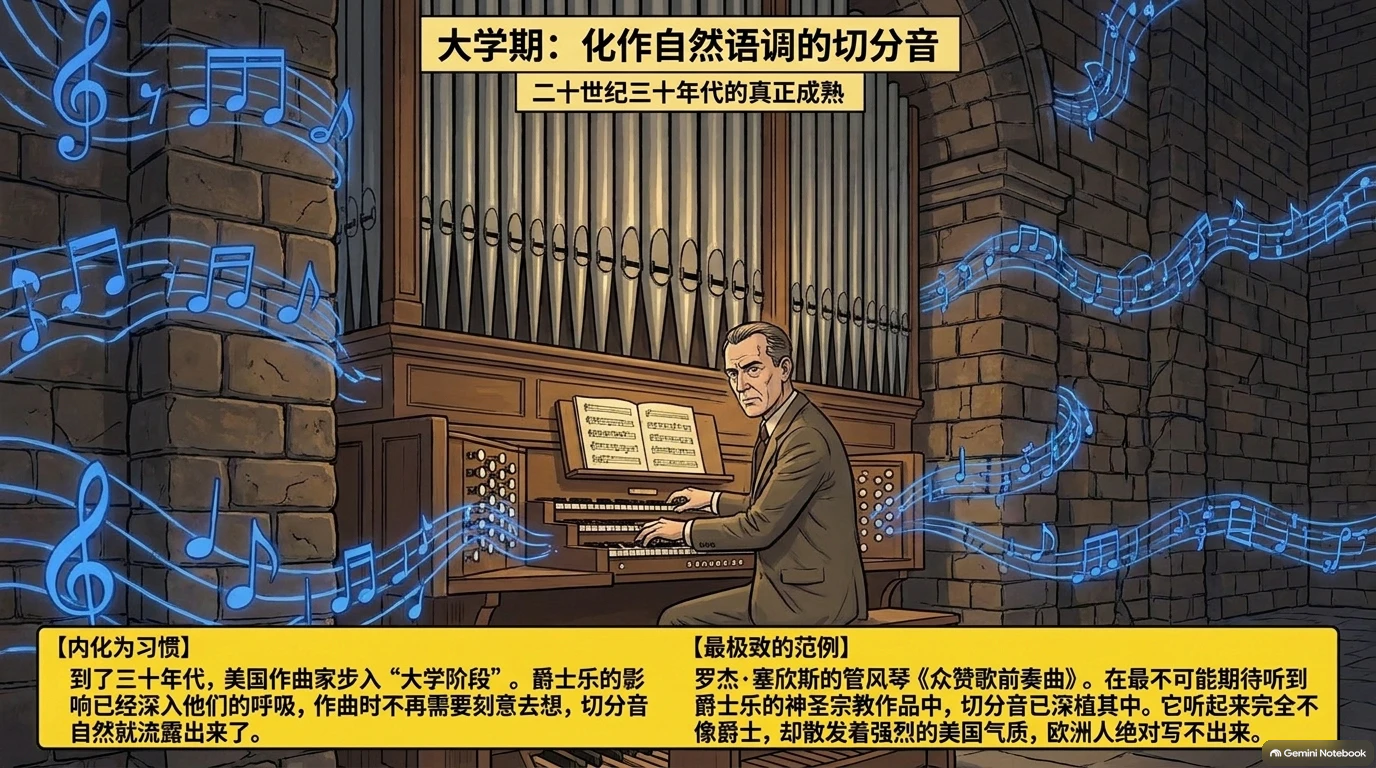 大学期：化作自然语调的切分音
二十世纪三十年代的真正成熟
【内化为习惯】
到了三十年代，美国作曲家步入“大学阶段”。爵士乐的影
响已经深入他们的呼吸，作曲时不再需要刻意去想，切分音
自然就流露出来了。
【最极致的范例】
罗杰·塞欣斯的管风琴《众赞歌前奏曲》。在最不可能期待听到
爵士乐的神圣宗教作品中，切分音已深植其中。它听起来完全不
像爵士，却散发着强烈的美国气质，欧洲人绝对写不出来。
Gemini Notebook